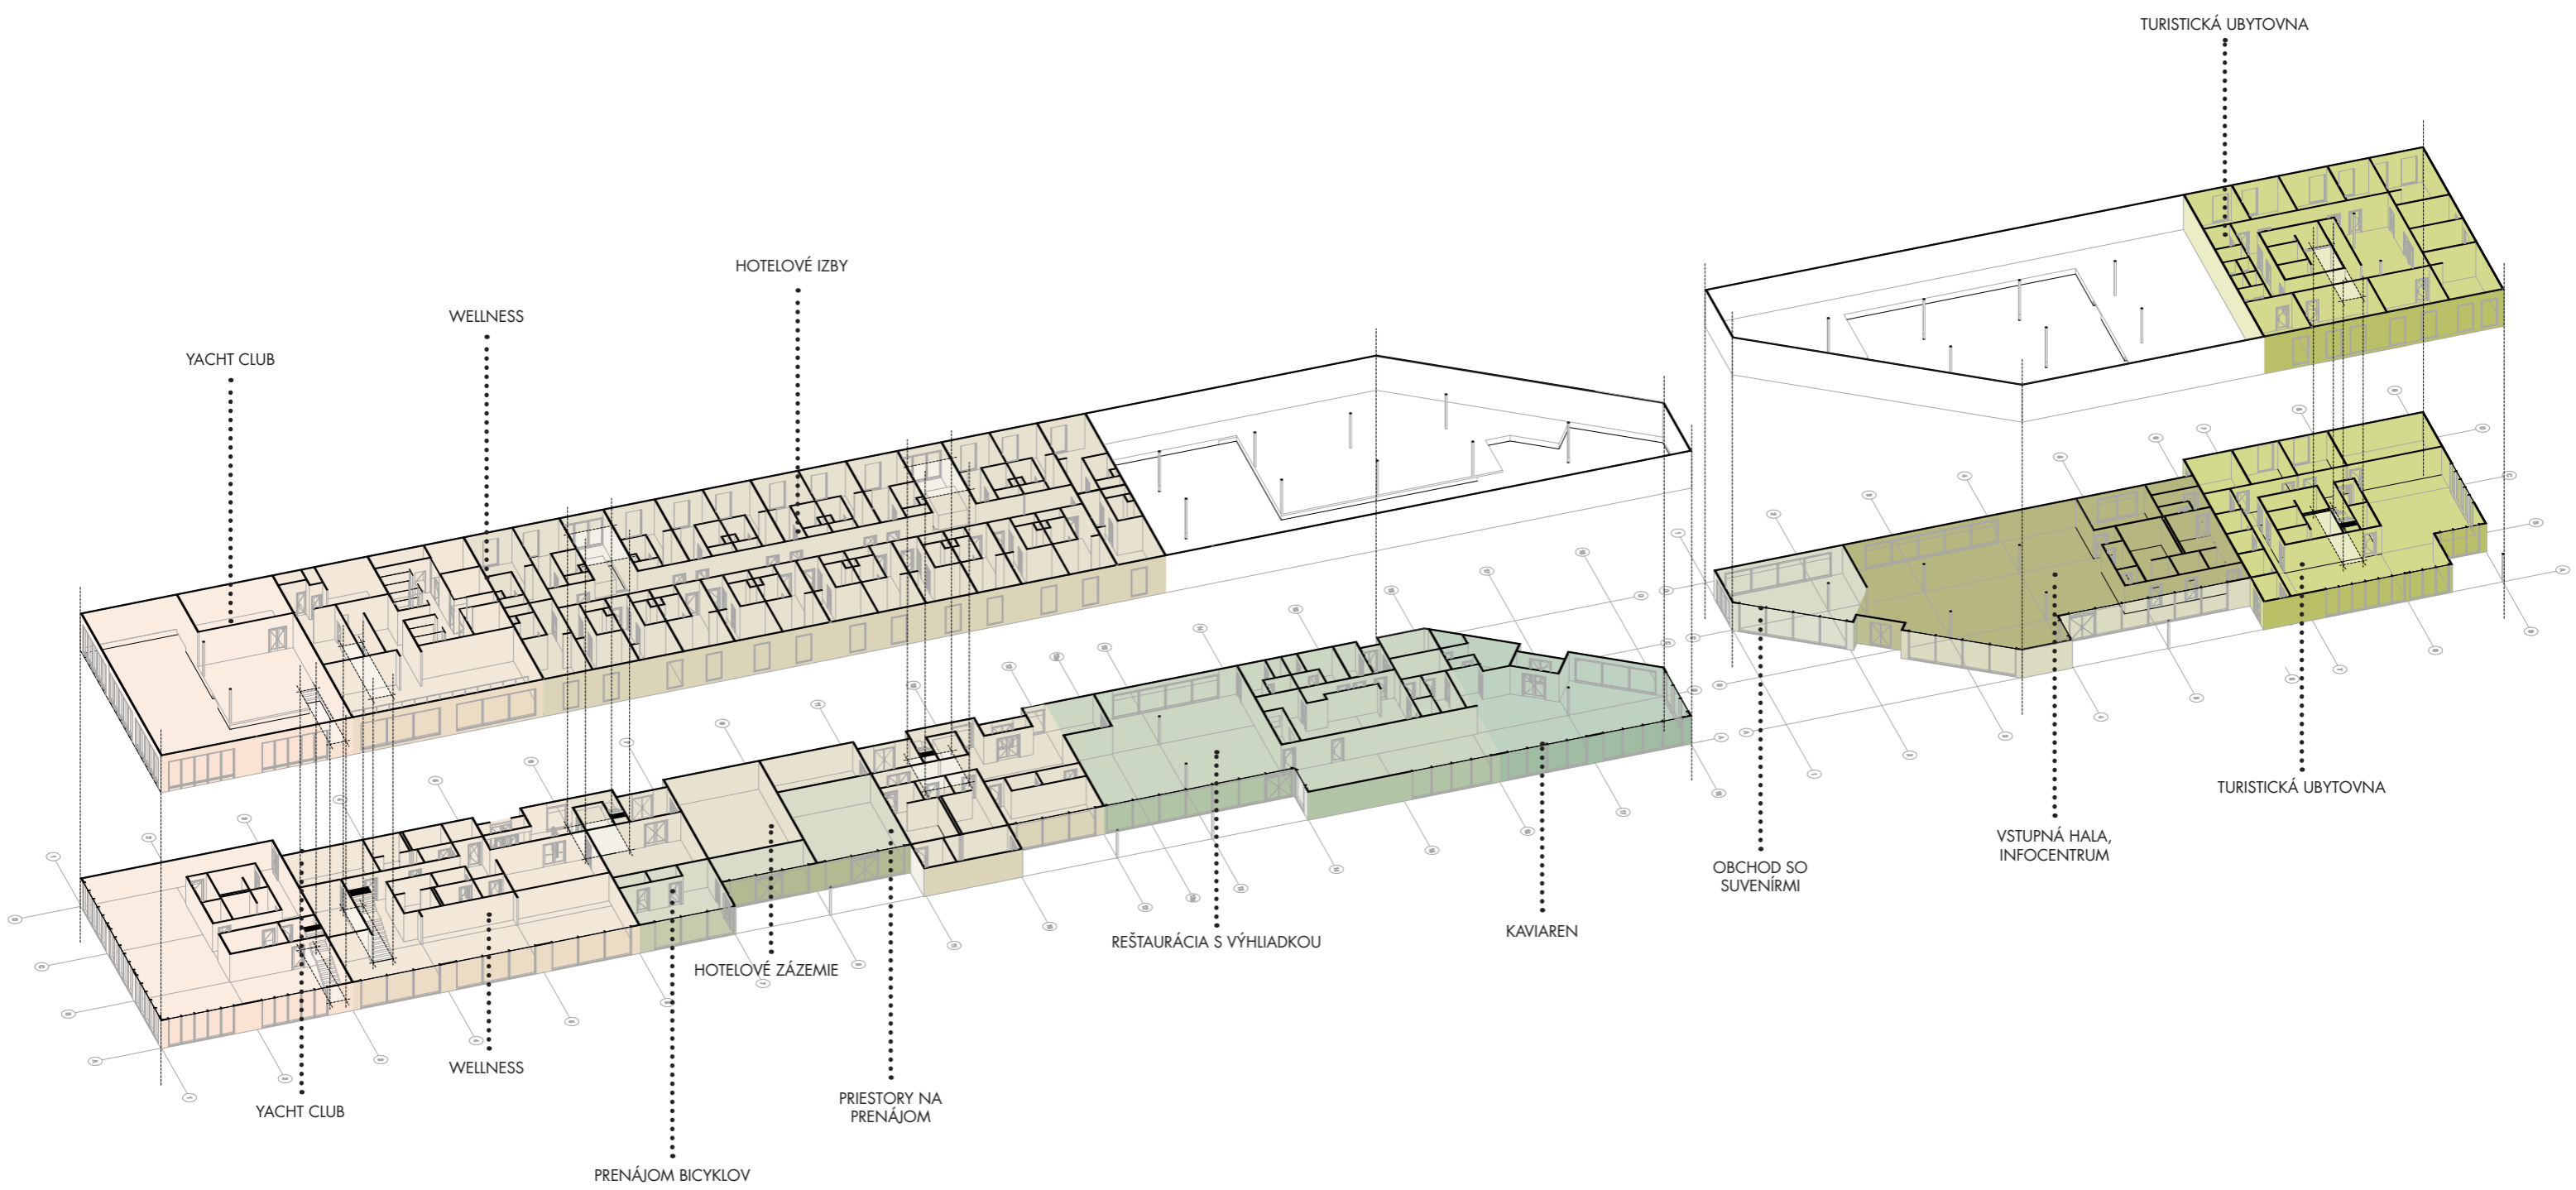 TURISTICKÁ UBYTOVNA
HOTELOVÉ IZBY
WELLNESS
YACHT CLUB
TURISTICKÁ UBYTOVNA
VSTUPNÁ HALA,
INFOCENTRUM
OBCHOD SO
SUVENÍRMI
KAVIAREN
REŠTAURÁCIA S VÝHLIADKOU
HOTELOVÉ ZÁZEMIE
WELLNESS
PRIESTORY NA
PRENÁJOM
YACHT CLUB
PRENÁJOM BICYKLOV